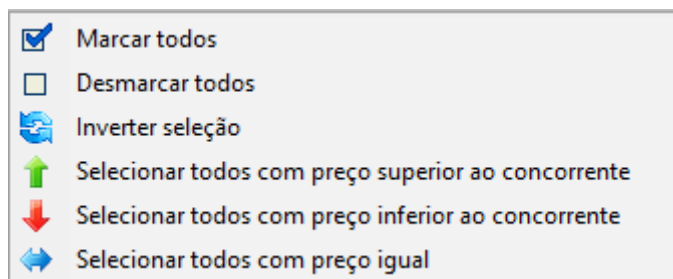 Marcar todos
Desmarcar todos
Inverter seleção
Selecionar todos com preço superior ao concorrente
Selecionar todos com preço inferior ao concorrente
Selecionar todos com preço igual